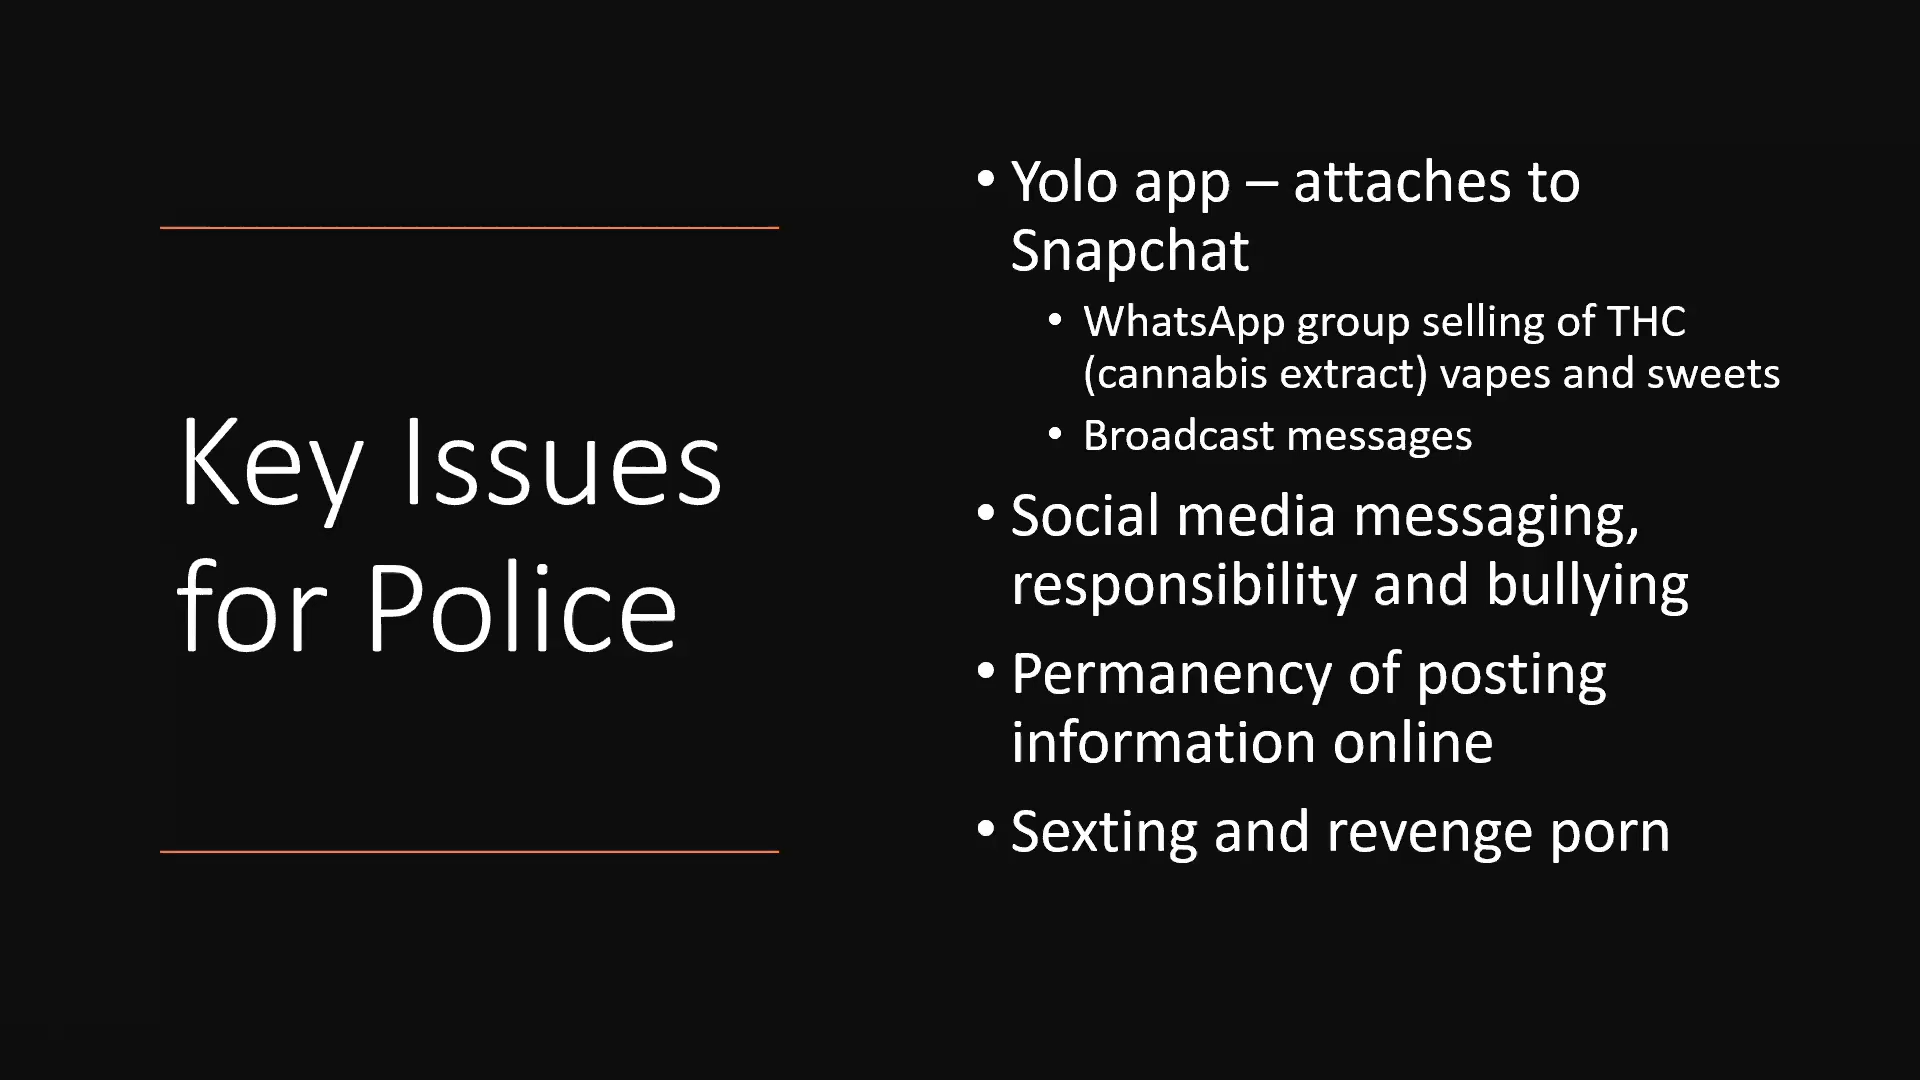 Key Issues
for Police
• Yolo app – attaches to
Snapchat
• WhatsApp group selling of THC
(cannabis extract) vapes and sweets
• Broadcast messages
• Social media messaging,
responsibility and bullying
• Permanency of posting
information online
• Sexting and revenge porn